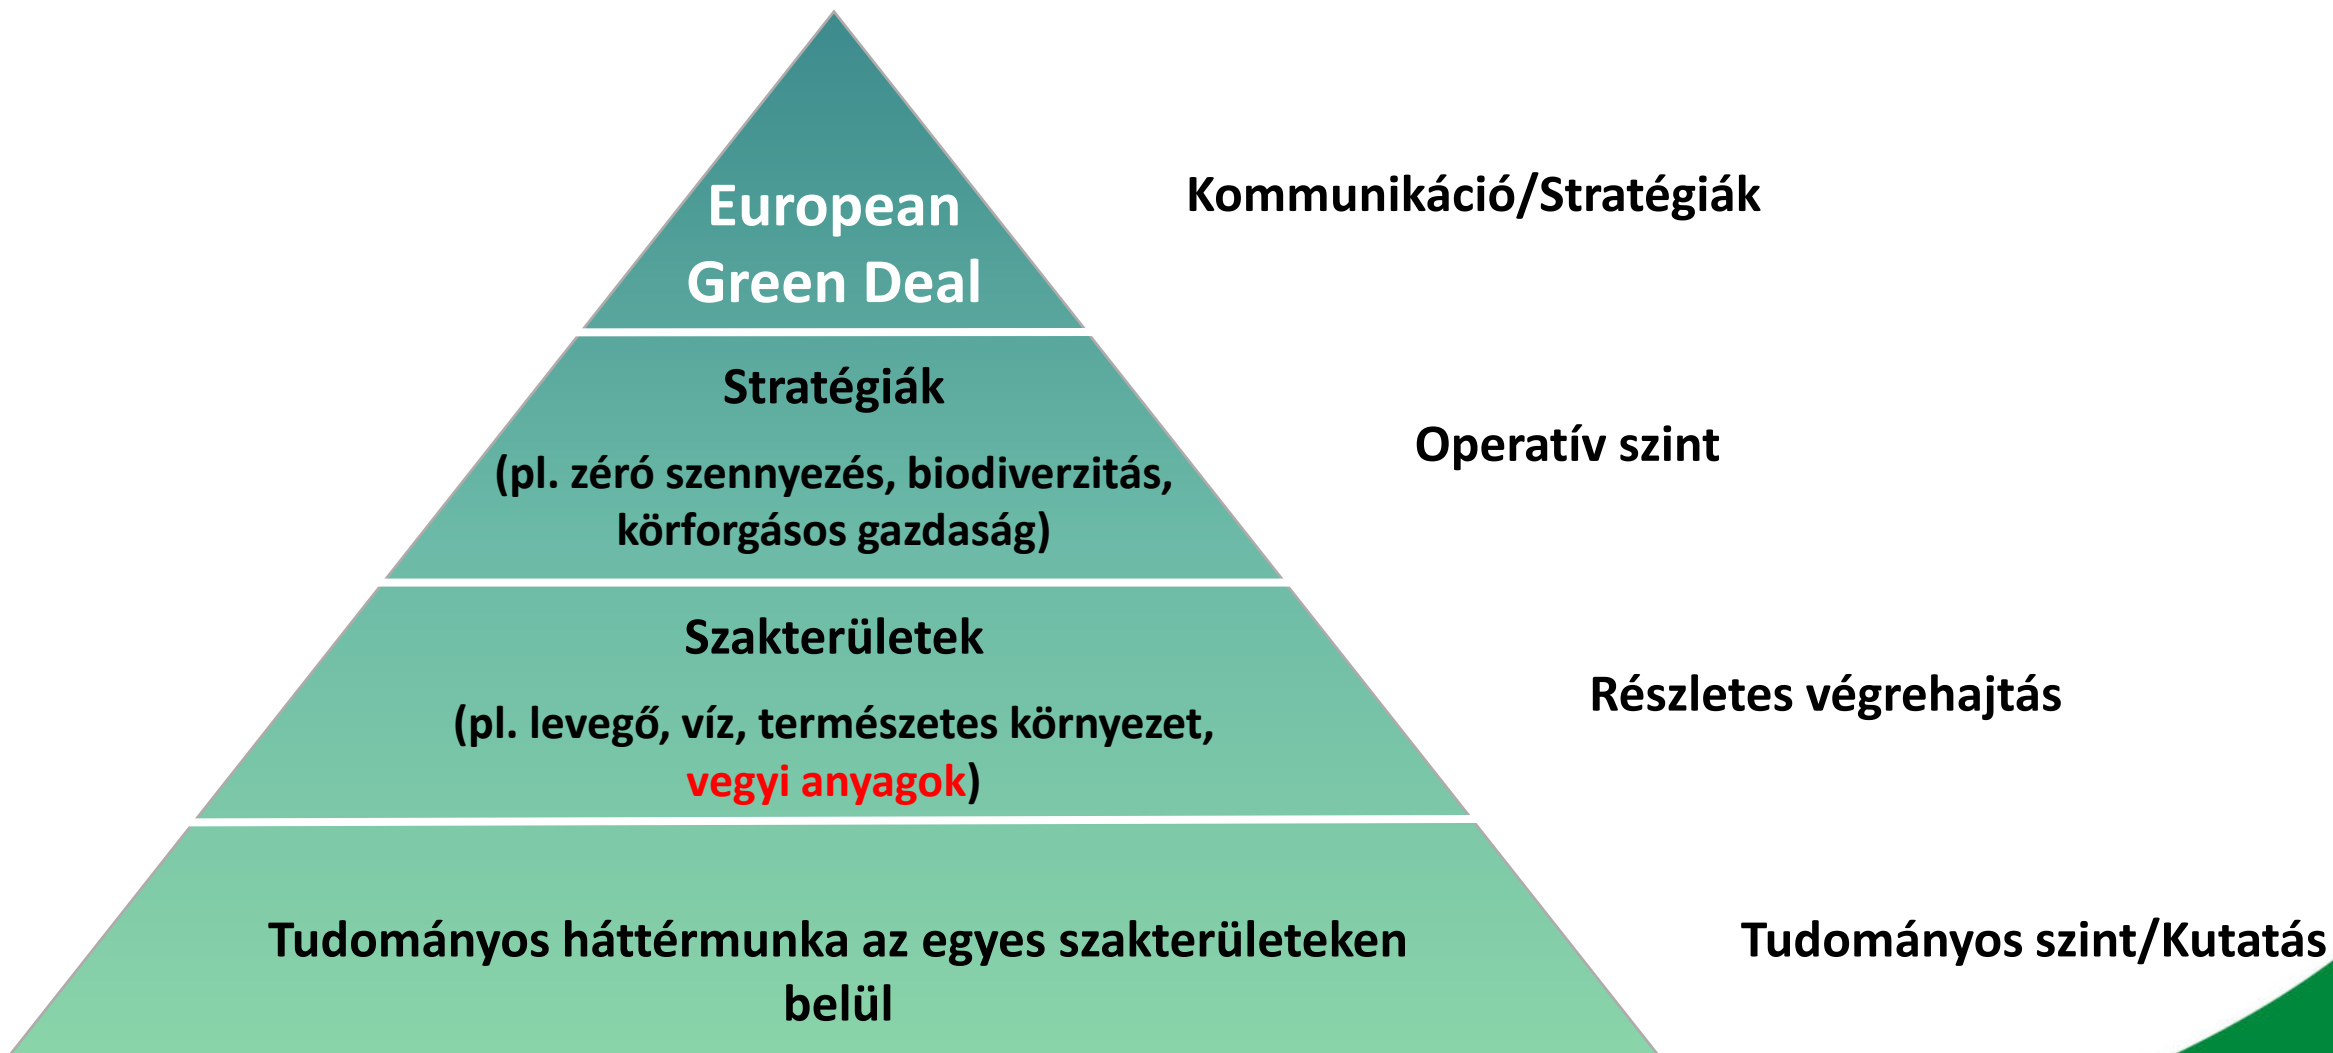 European
Green Deal
Kommunikáció/Stratégiák
Stratégiák
(pl. zéró szennyezés, biodiverzitás,
körforgásos gazdaság)
Operatív szint
Szakterületek
(pl. levegő, víz, természetes környezet,
vegyi anyagok)
Részletes végrehajtás
Tudományos háttérmunka az egyes szakterületeken
belül
Tudományos szint/Kutatás